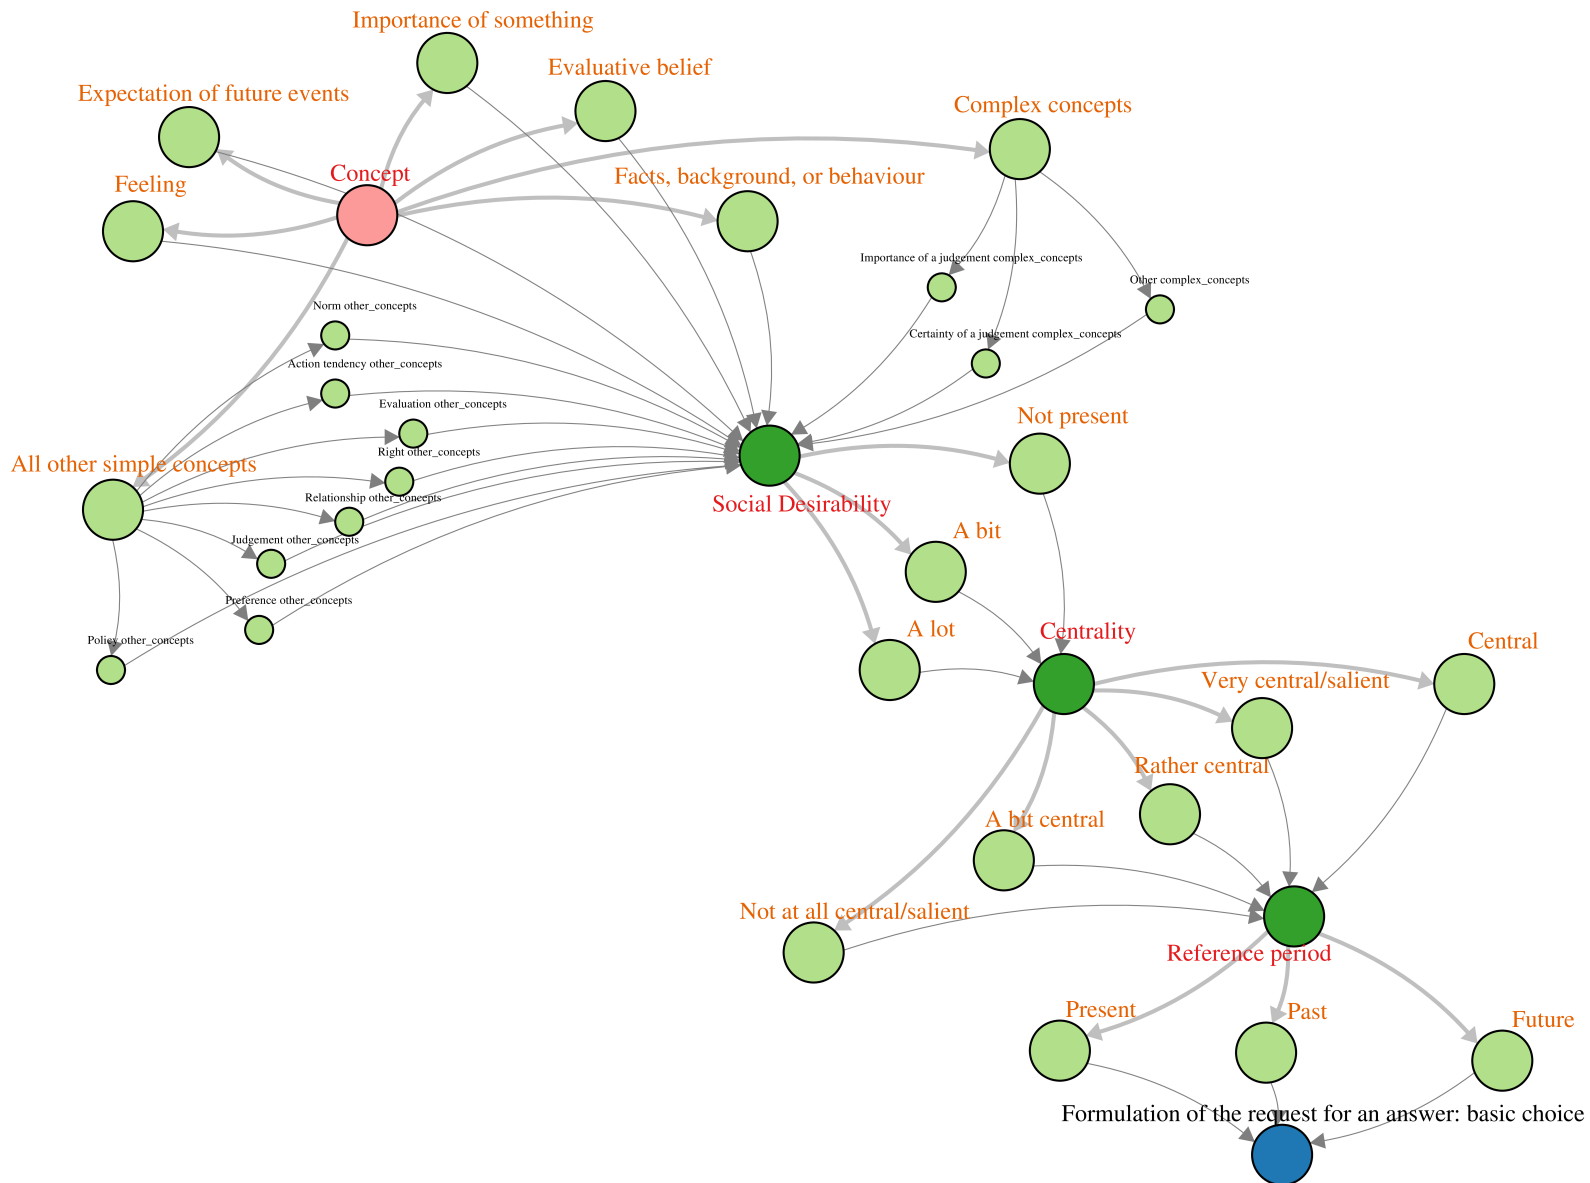 Importance of something
Evaluative belief
Expectation of future events
Complex concepts
Concept
Feeling
Facts, background, or behaviour
Importance of a judgement complex_concepts
Other complex_concepts
Norm other_concepts
Certainty of a judgement complex_concepts
Action tendency other_concepts
Evaluation other_concepts
Not present
Right other_concepts
All other simple concepts
Relationship other_concepts
Social Desirability
A bit
Judgement other_concepts
Preference other_concepts
A lot
Centrality
Policy other_concepts
Central
Very central/salient
Rather central
A bit central
Not at all central/salient
Reference period
Present
Past
Future
Formulation of the request for an answer: basic choice